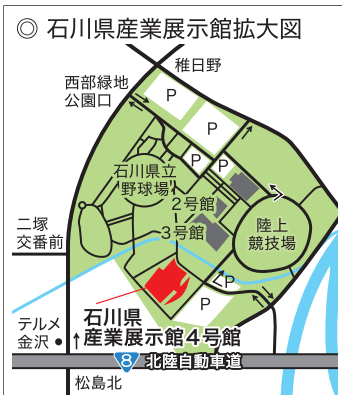 ◎ 石川県産業展示館拡大図
稚日野
西部緑地
公園口
P
P
P
P
石川県立
野球場
2号館
3号館
陸上
競技場
二塚
交番前
P
P
石川県
産業展示館4号館
テルメ
金沢
8 北陸自動車道
松島北